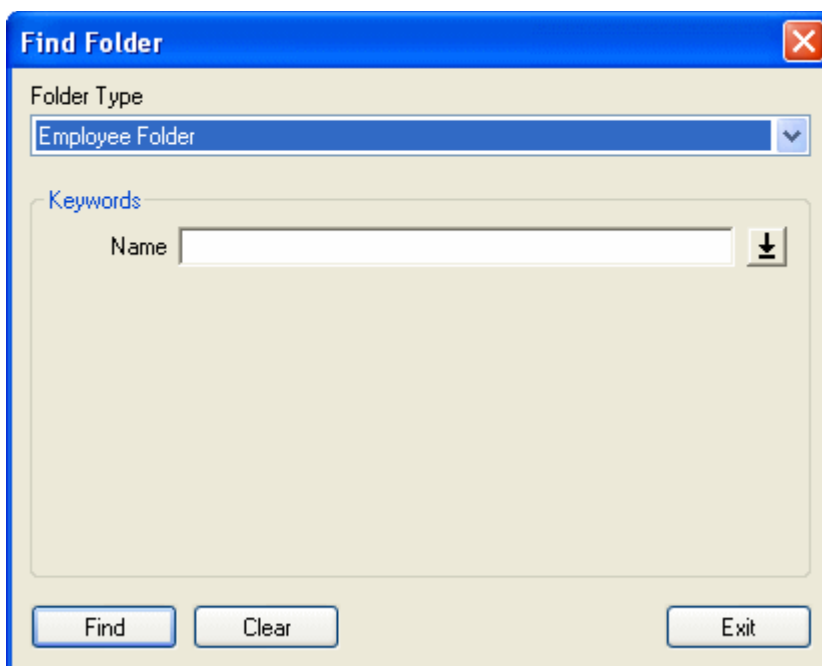 Find Folder
Folder Type
Employee Folder
Keywords
Name
Find Clear Exit